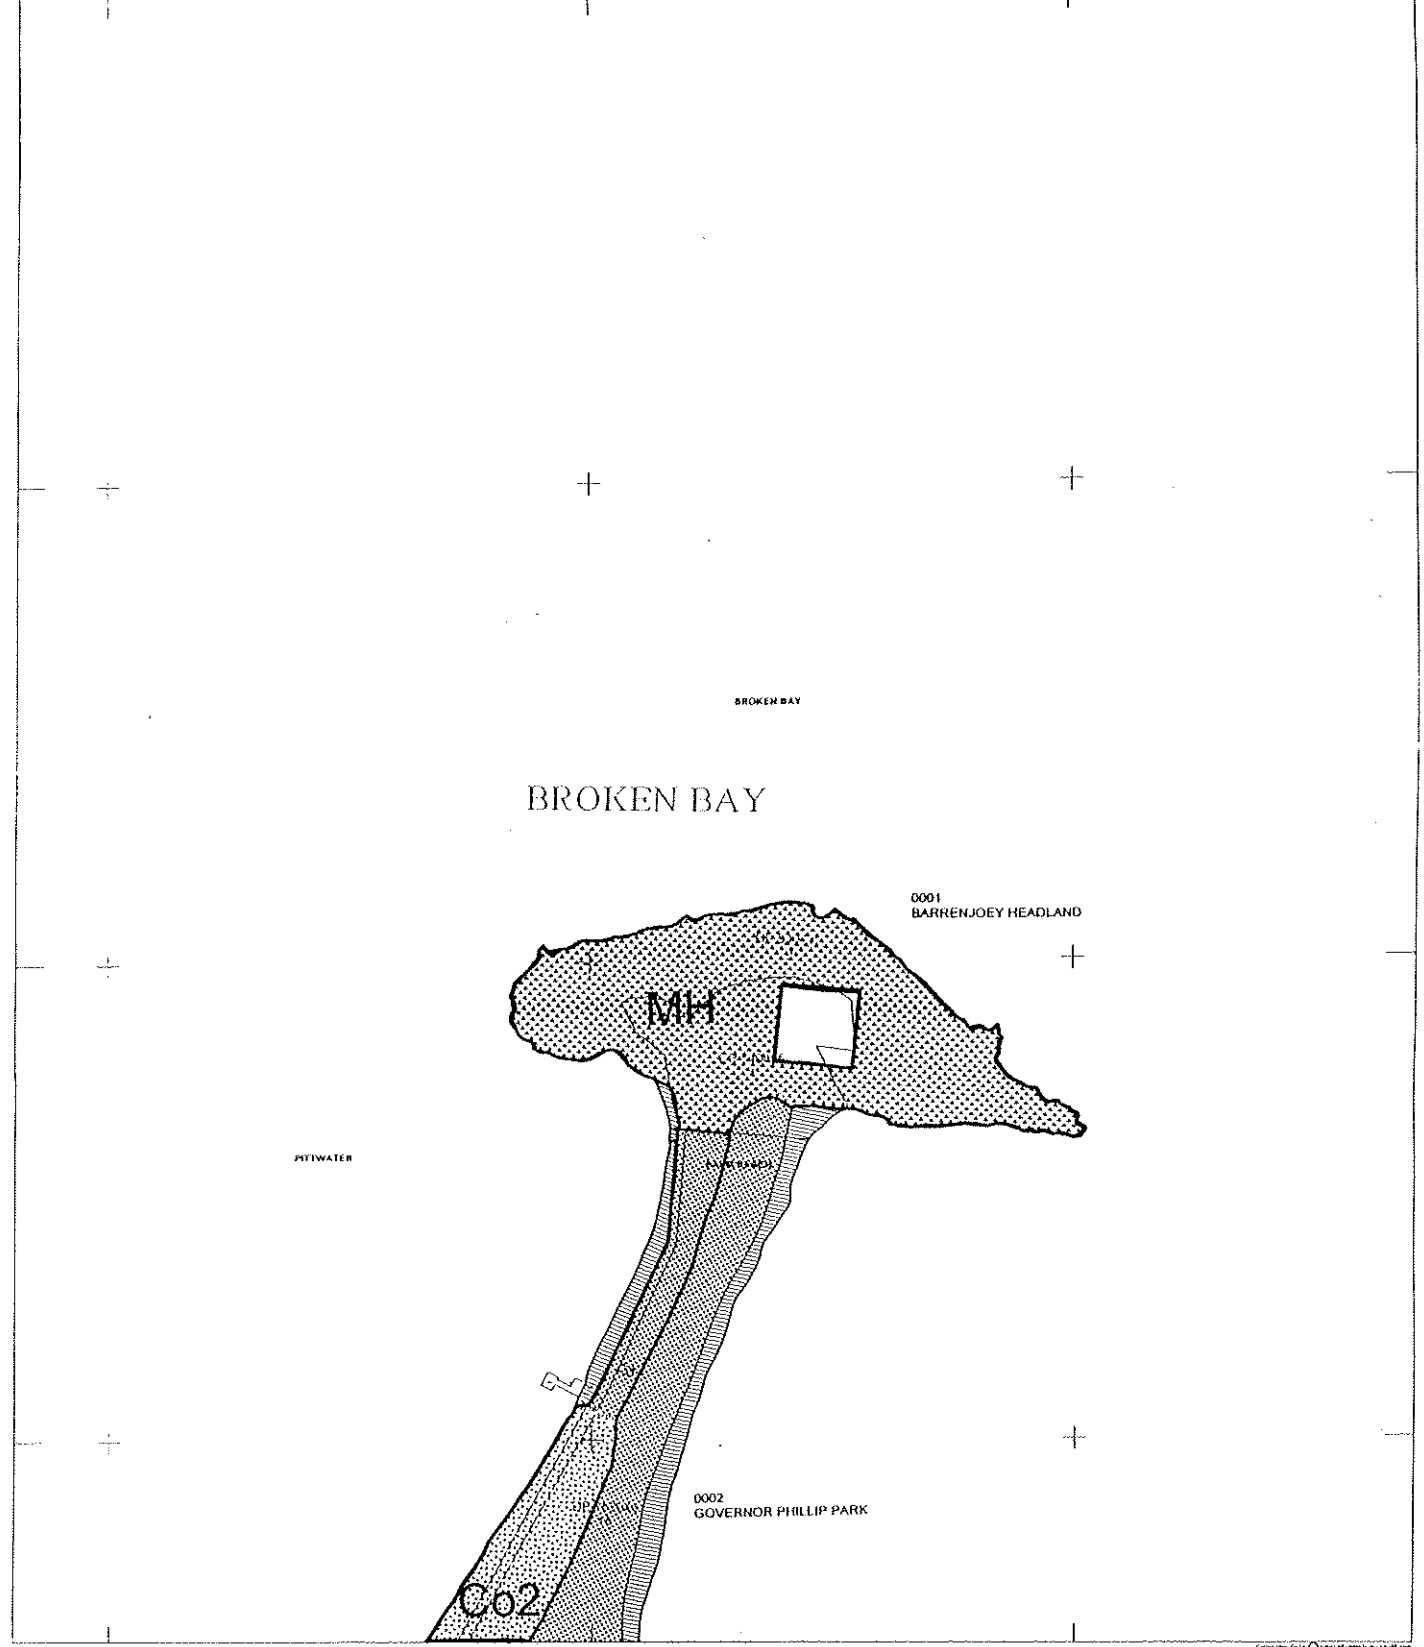 BROKEN BAY
BROKEN BAY
0001
BARRENJOEY HEADLAND
MH
PITTWATER
0002
GOVERNOR PHILLIP PARK
Co2